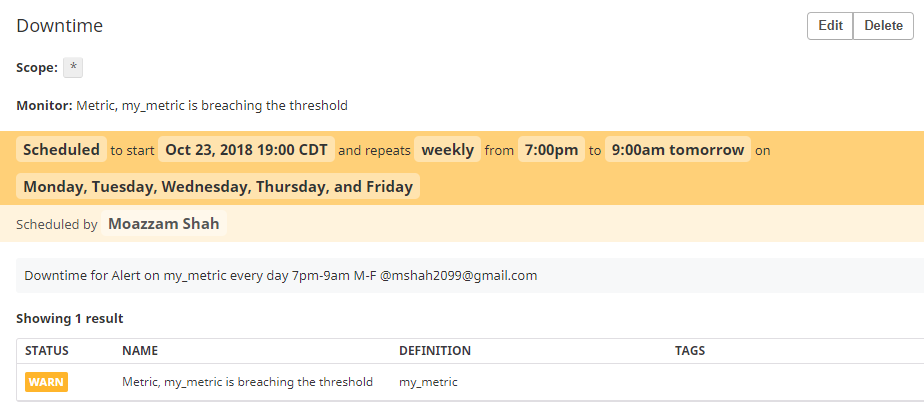 Downtime
Edit Delete
Scope: *
Monitor: Metric, my_metric is breaching the threshold
Scheduled to start Oct 23, 2018 19:00 CDT and repeats weekly from 7:00pm to 9:00am tomorrow on
Monday, Tuesday, Wednesday, Thursday, and Friday
Scheduled by Moazzam Shah
Downtime for Alert on my_metric every day 7pm-9am M-F @mshah2099@gmail.com
Showing 1 result
STATUS NAME DEFINITION TAGS
WARN Metric, my_metric is breaching the threshold my_metric